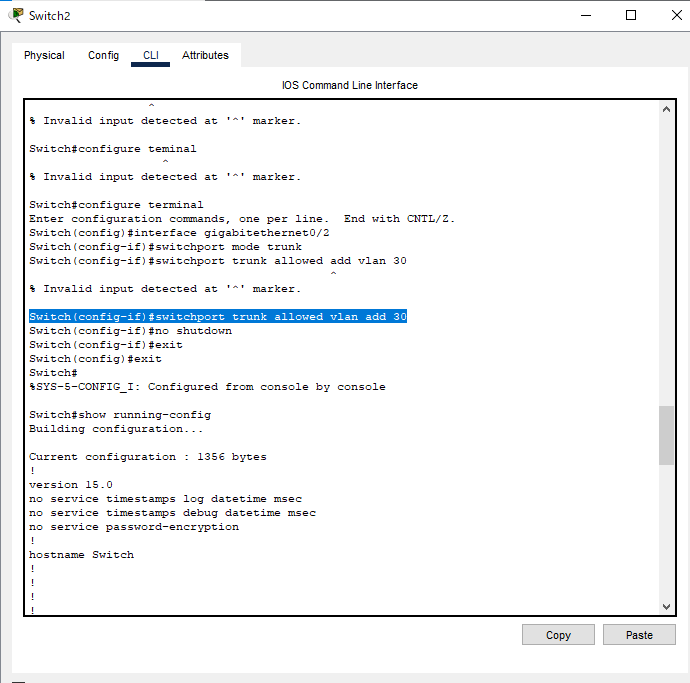 Switch2
Physical Config CLI Attributes
IOS Command Line Interface
^
% Invalid input detected at '^' marker.
Switch#configure teminal
^
% Invalid input detected at '^' marker.
Switch#configure terminal
Enter configuration commands, one per line. End with CNTL/Z.
Switch(config)#interface gigabitethernet0/2
Switch(config-if)#switchport mode trunk
Switch(config-if)#switchport trunk allowed add vlan 30
^
% Invalid input detected at '^' marker.
Switch(config-if)#switchport trunk allowed vlan add 30
Switch(config-if)#no shutdown
Switch(config-if)#exit
Switch(config)#exit
Switch#
%SYS-5-CONFIG_I: Configured from console by console
Switch#show running-config
Building configuration...
Current configuration : 1356 bytes
!
version 15.0
no service timestamps log datetime msec
no service timestamps debug datetime msec
no service password-encryption
!
hostname Switch
!
!
!
!
Copy Paste